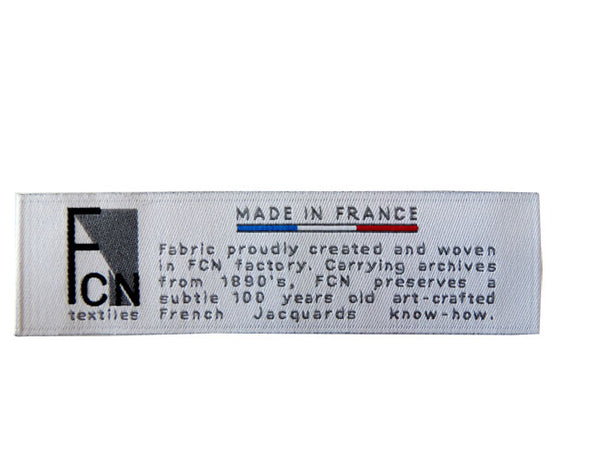 FCN
textiles
MADE IN FRANCE
Fabric proudly created and woven
in FCN factory. Carrying archives
from 1890's, FCN preserves a
subtle 100 years old art-crafted
French Jacquards know-how.